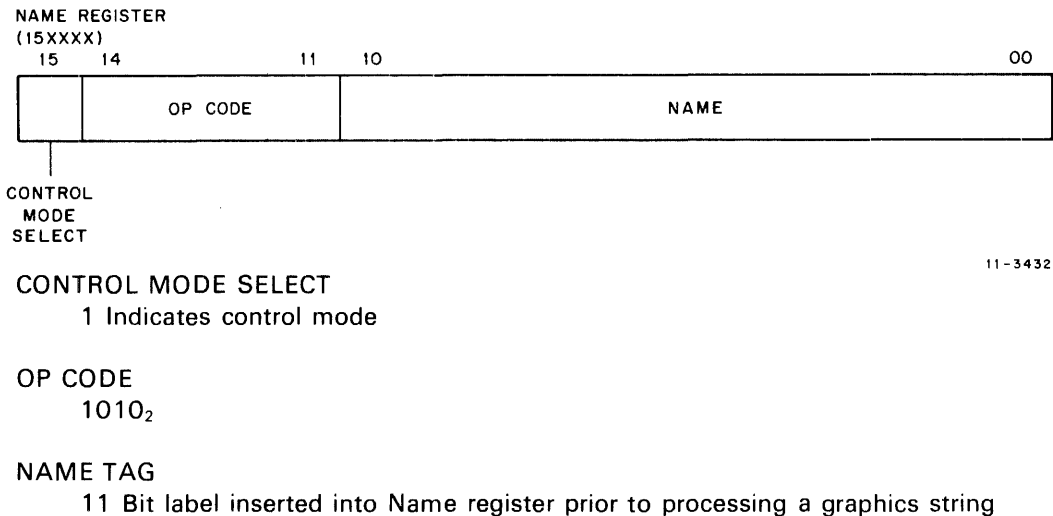 NAME REGISTER
(15XXXX)
15 14 11 10 00
OP CODE NAME
CONTROL
MODE
SELECT
11-3432
CONTROL MODE SELECT
1 Indicates control mode
OP CODE
1010₂
NAME TAG
11 Bit label inserted into Name register prior to processing a graphics string